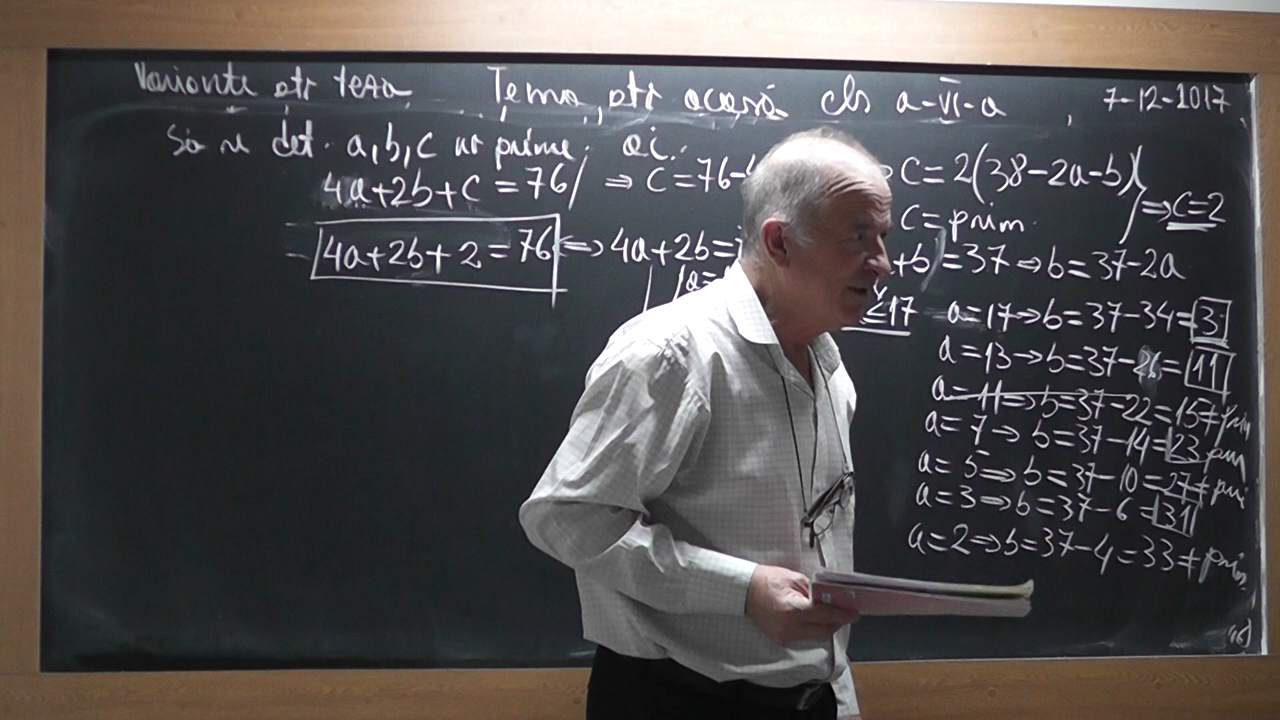 Variante ptr teza Tema ptr acasă cls a-VI-a, 7-12-2017
Să se det. a,b,c nr prime aî.
4a+2b+c=76 ⇒ c=76-4 ⇒ c=2(38-2a-b)
c=prim ⇒ c=2
4a+2b+2=76 ⇔ 4a+2b= +b=37 ⇒ b=37-2a
a= ≤17
a=17⇒b=37-34=3
a=13⇒b=37-26=11
a=11⇒b=37-22=15≠prim
a=7⇒b=37-14=23 prim
a=5⇒b=37-10=27≠prim
a=3⇒b=37-6=31
a=2⇒b=37-4=33≠prim